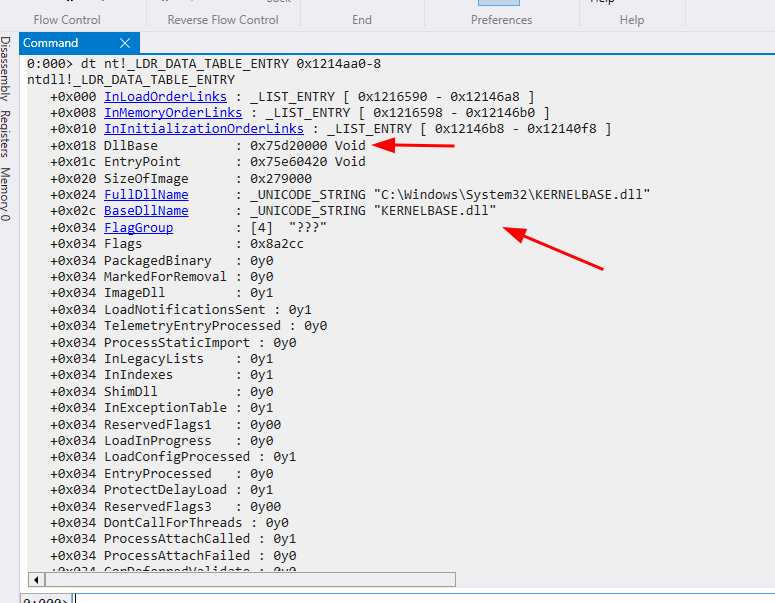 Back
Help
Flow Control
Reverse Flow Control
End
Preferences
Help
Disassembly
Registers
Memory 0
Command
0:000> dt nt!_LDR_DATA_TABLE_ENTRY 0x1214aa0-8
ntdll!_LDR_DATA_TABLE_ENTRY
+0x000 InLoadOrderLinks : _LIST_ENTRY [ 0x1216590 - 0x12146a8 ]
+0x008 InMemoryOrderLinks : _LIST_ENTRY [ 0x1216598 - 0x12146b0 ]
+0x010 InInitializationOrderLinks : _LIST_ENTRY [ 0x12146b8 - 0x12140f8 ]
+0x018 DllBase : 0x75d20000 Void
+0x01c EntryPoint : 0x75e60420 Void
+0x020 SizeOfImage : 0x279000
+0x024 FullDllName : _UNICODE_STRING "C:\Windows\System32\KERNELBASE.dll"
+0x02c BaseDllName : _UNICODE_STRING "KERNELBASE.dll"
+0x034 FlagGroup : [4] "???"
+0x034 Flags : 0x8a2cc
+0x034 PackagedBinary : 0y0
+0x034 MarkedForRemoval : 0y0
+0x034 ImageDll : 0y1
+0x034 LoadNotificationsSent : 0y1
+0x034 TelemetryEntryProcessed : 0y0
+0x034 ProcessStaticImport : 0y0
+0x034 InLegacyLists : 0y1
+0x034 InIndexes : 0y1
+0x034 ShimDll : 0y0
+0x034 InExceptionTable : 0y1
+0x034 ReservedFlags1 : 0y00
+0x034 LoadInProgress : 0y0
+0x034 LoadConfigProcessed : 0y1
+0x034 EntryProcessed : 0y0
+0x034 ProtectDelayLoad : 0y1
+0x034 ReservedFlags3 : 0y00
+0x034 DontCallForThreads : 0y0
+0x034 ProcessAttachCalled : 0y1
+0x034 ProcessAttachFailed : 0y0
+0x034 CorDeferredValidate : 0y0
0:000>